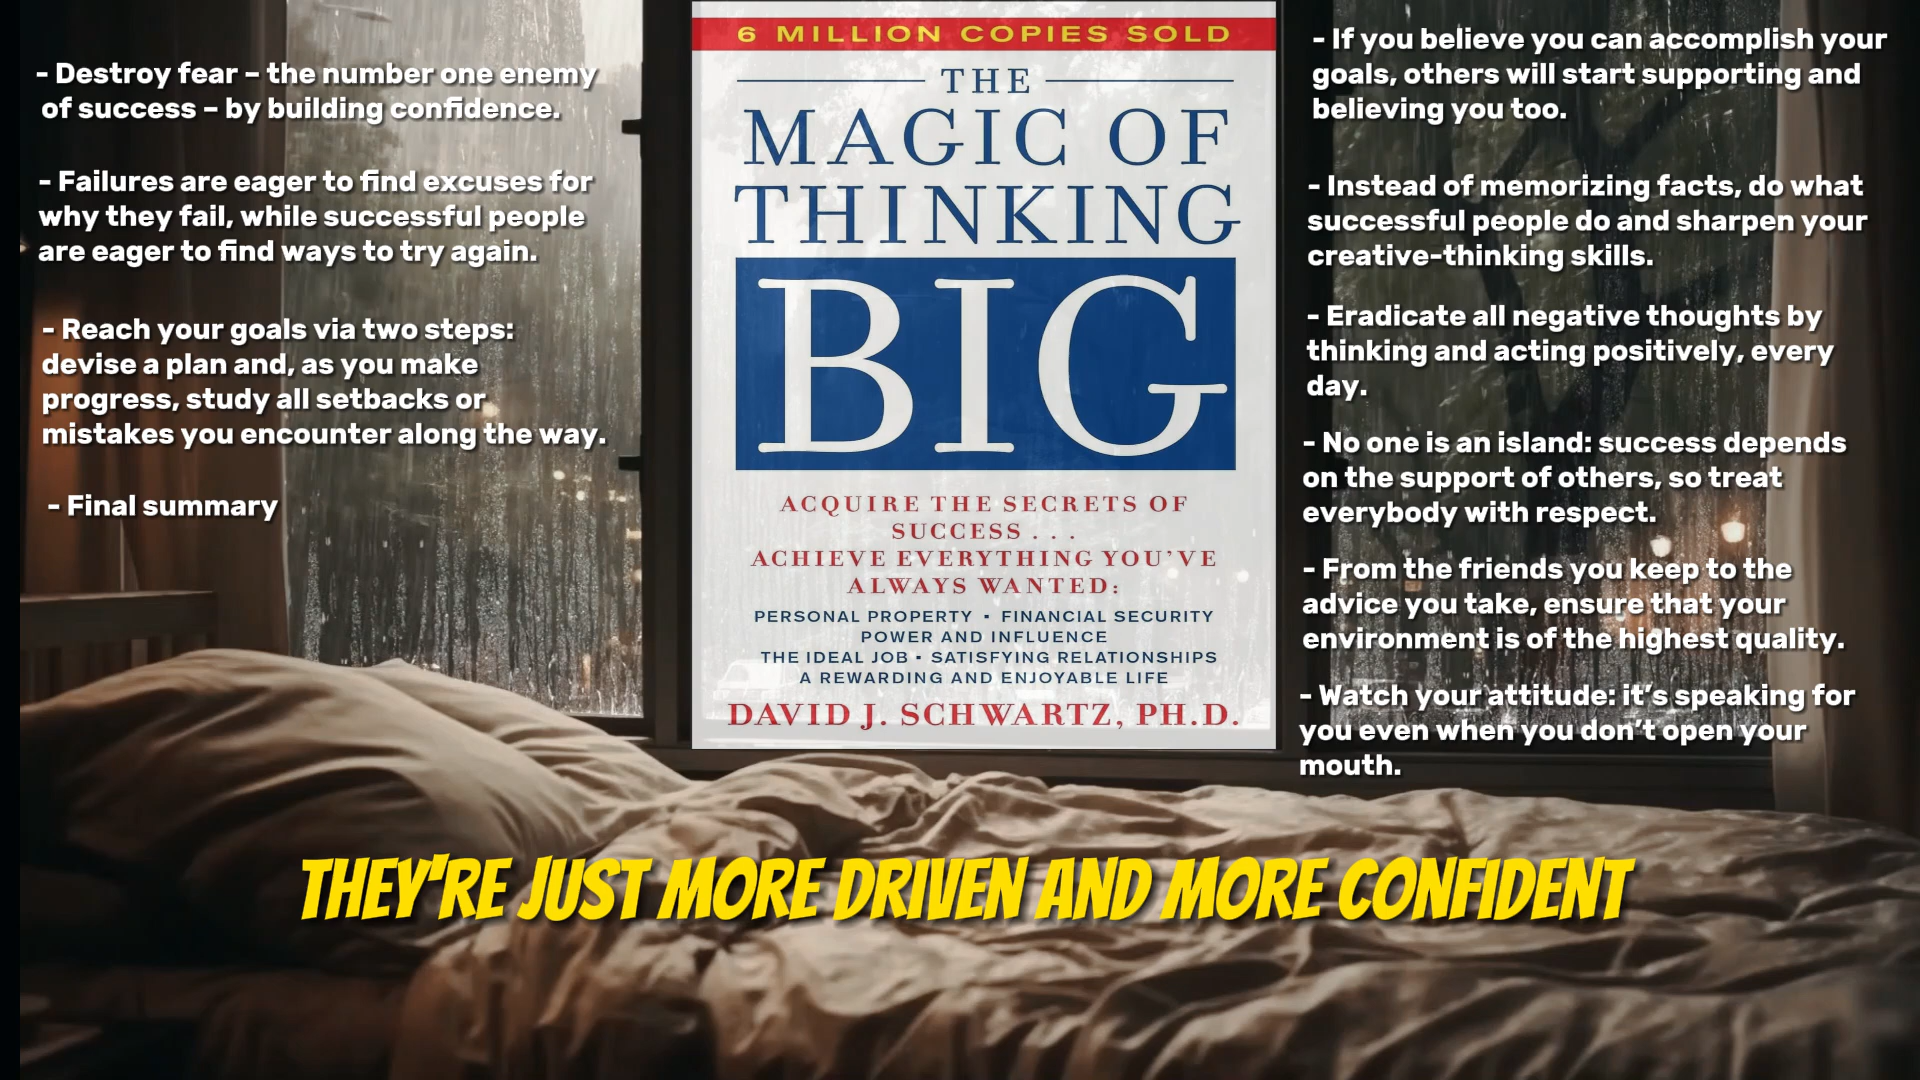 - Destroy fear – the number one enemy
of success – by building confidence.
- Failures are eager to find excuses for
why they fail, while successful people
are eager to find ways to try again.
- Reach your goals via two steps:
devise a plan and, as you make
progress, study all setbacks or
mistakes you encounter along the way.
- Final summary
6 MILLION COPIES SOLD
THE
MAGIC OF
THINKING
BIG
ACQUIRE THE SECRETS OF
SUCCESS . . .
ACHIEVE EVERYTHING YOU'VE
ALWAYS WANTED:
PERSONAL PROPERTY • FINANCIAL SECURITY
POWER AND INFLUENCE
THE IDEAL JOB • SATISFYING RELATIONSHIPS
A REWARDING AND ENJOYABLE LIFE
DAVID J. SCHWARTZ, PH.D.
- If you believe you can accomplish your
goals, others will start supporting and
believing you too.
- Instead of memorizing facts, do what
successful people do and sharpen your
creative-thinking skills.
- Eradicate all negative thoughts by
thinking and acting positively, every
day.
- No one is an island: success depends
on the support of others, so treat
everybody with respect.
- From the friends you keep to the
advice you take, ensure that your
environment is of the highest quality.
- Watch your attitude: it's speaking for
you even when you don't open your
mouth.
THEY'RE JUST MORE DRIVEN AND MORE CONFIDENT